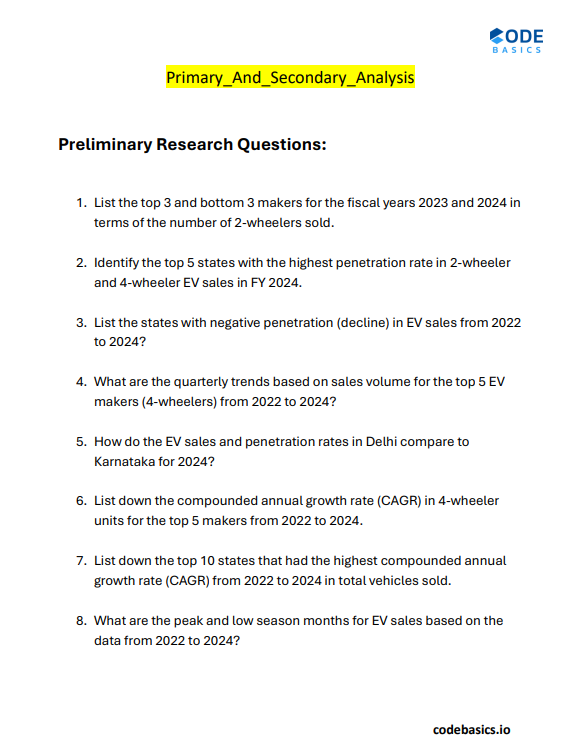 CODE
BASICS
Primary_And_Secondary_Analysis
Preliminary Research Questions:
1. List the top 3 and bottom 3 makers for the fiscal years 2023 and 2024 in
terms of the number of 2-wheelers sold.
2. Identify the top 5 states with the highest penetration rate in 2-wheeler
and 4-wheeler EV sales in FY 2024.
3. List the states with negative penetration (decline) in EV sales from 2022
to 2024?
4. What are the quarterly trends based on sales volume for the top 5 EV
makers (4-wheelers) from 2022 to 2024?
5. How do the EV sales and penetration rates in Delhi compare to
Karnataka for 2024?
6. List down the compounded annual growth rate (CAGR) in 4-wheeler
units for the top 5 makers from 2022 to 2024.
7. List down the top 10 states that had the highest compounded annual
growth rate (CAGR) from 2022 to 2024 in total vehicles sold.
8. What are the peak and low season months for EV sales based on the
data from 2022 to 2024?
codebasics.io